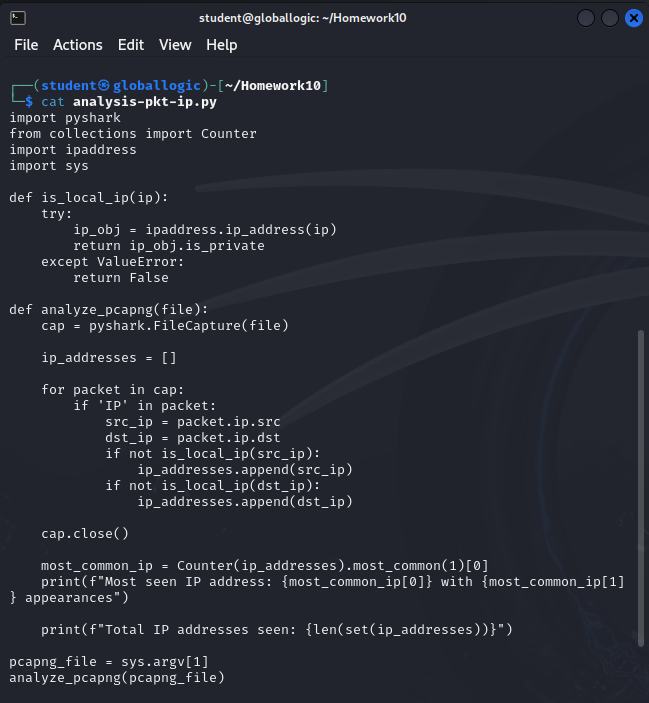 student@globallogic: ~/Homework10
File Actions Edit View Help
┌──(student㉿globallogic)-[~/Homework10]
└─$ cat analysis-pkt-ip.py
import pyshark
from collections import Counter
import ipaddress
import sys

def is_local_ip(ip):
    try:
        ip_obj = ipaddress.ip_address(ip)
        return ip_obj.is_private
    except ValueError:
        return False

def analyze_pcapng(file):
    cap = pyshark.FileCapture(file)

    ip_addresses = []

    for packet in cap:
        if 'IP' in packet:
            src_ip = packet.ip.src
            dst_ip = packet.ip.dst
            if not is_local_ip(src_ip):
                ip_addresses.append(src_ip)
            if not is_local_ip(dst_ip):
                ip_addresses.append(dst_ip)

    cap.close()

    most_common_ip = Counter(ip_addresses).most_common(1)[0]
    print(f"Most seen IP address: {most_common_ip[0]} with {most_common_ip[1]
} appearances")

    print(f"Total IP addresses seen: {len(set(ip_addresses))}")

pcapng_file = sys.argv[1]
analyze_pcapng(pcapng_file)